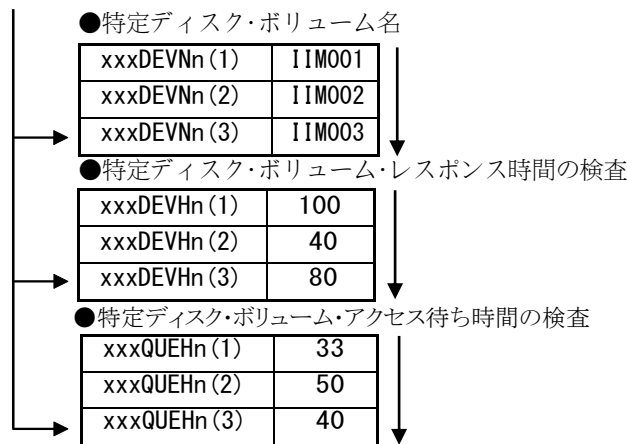 ●特定ディスク・ボリューム名
xxxDEVNn(1) IIM001
xxxDEVNn(2) IIM002
xxxDEVNn(3) IIM003
●特定ディスク・ボリューム・レスポンス時間の検査
xxxDEVHn(1) 100
xxxDEVHn(2) 40
xxxDEVHn(3) 80
●特定ディスク・ボリューム・アクセス待ち時間の検査
xxxQUEHn(1) 33
xxxQUEHn(2) 50
xxxQUEHn(3) 40